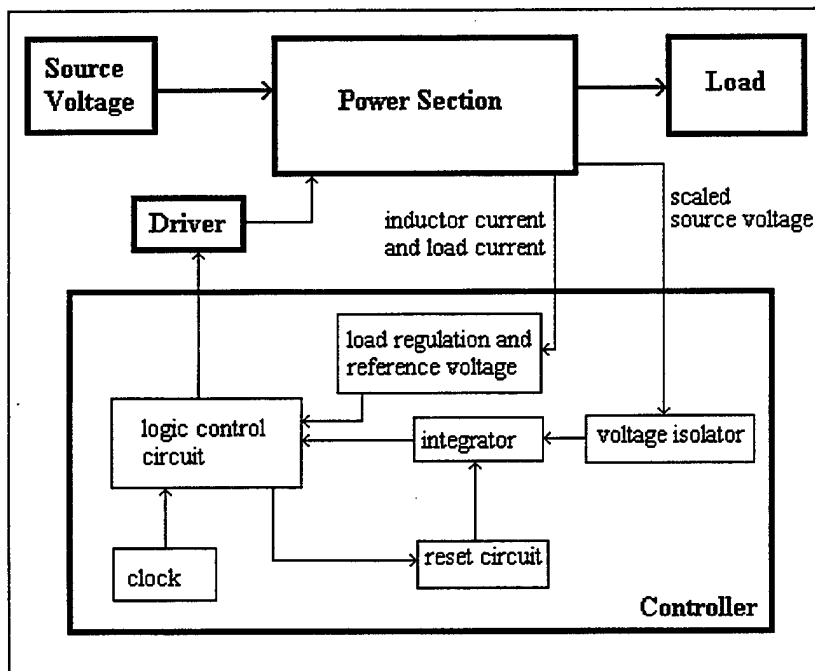 Source
Voltage
Power Section
Load
Driver
inductor current
and load current
scaled
source voltage
load regulation and
reference voltage
logic control
circuit
integrator
voltage isolator
clock
reset circuit
Controller